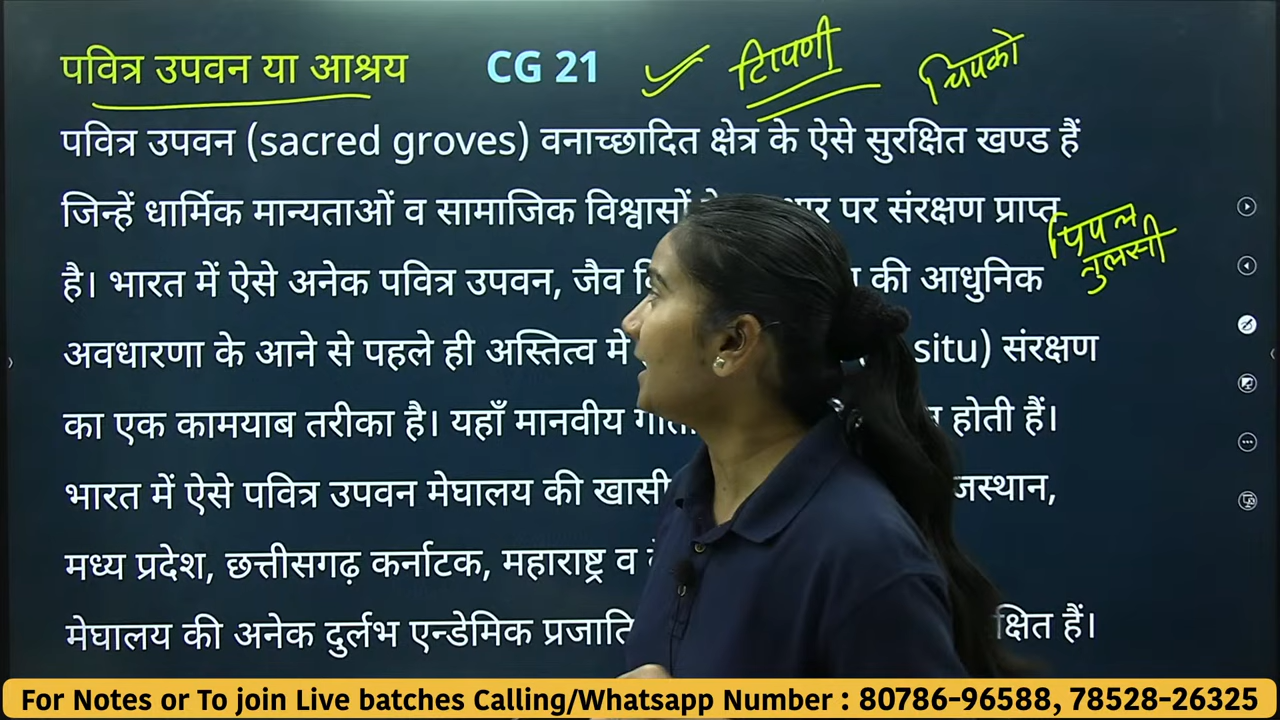 पवित्र उपवन या आश्रय CG 21 टिप्पणी चिपको
पवित्र उपवन (sacred groves) वनाच्छादित क्षेत्र के ऐसे सुरक्षित खण्ड हैं
जिन्हें धार्मिक मान्यताओं व सामाजिक विश्वासों पर संरक्षण प्राप्त
पिपल
तुलसी
है। भारत में ऐसे अनेक पवित्र उपवन, जैव की आधुनिक
अवधारणा के आने से पहले ही अस्तित्व मे situ) संरक्षण
का एक कामयाब तरीका है। यहाँ मानवीय होती हैं।
भारत में ऐसे पवित्र उपवन मेघालय की खासी
मध्य प्रदेश, छत्तीसगढ़ कर्नाटक, महाराष्ट्र व
मेघालय की अनेक दुर्लभ एन्डेमिक हैं।
For Notes or To join Live batches Calling/Whatsapp Number : 80786-96588, 78528-26325